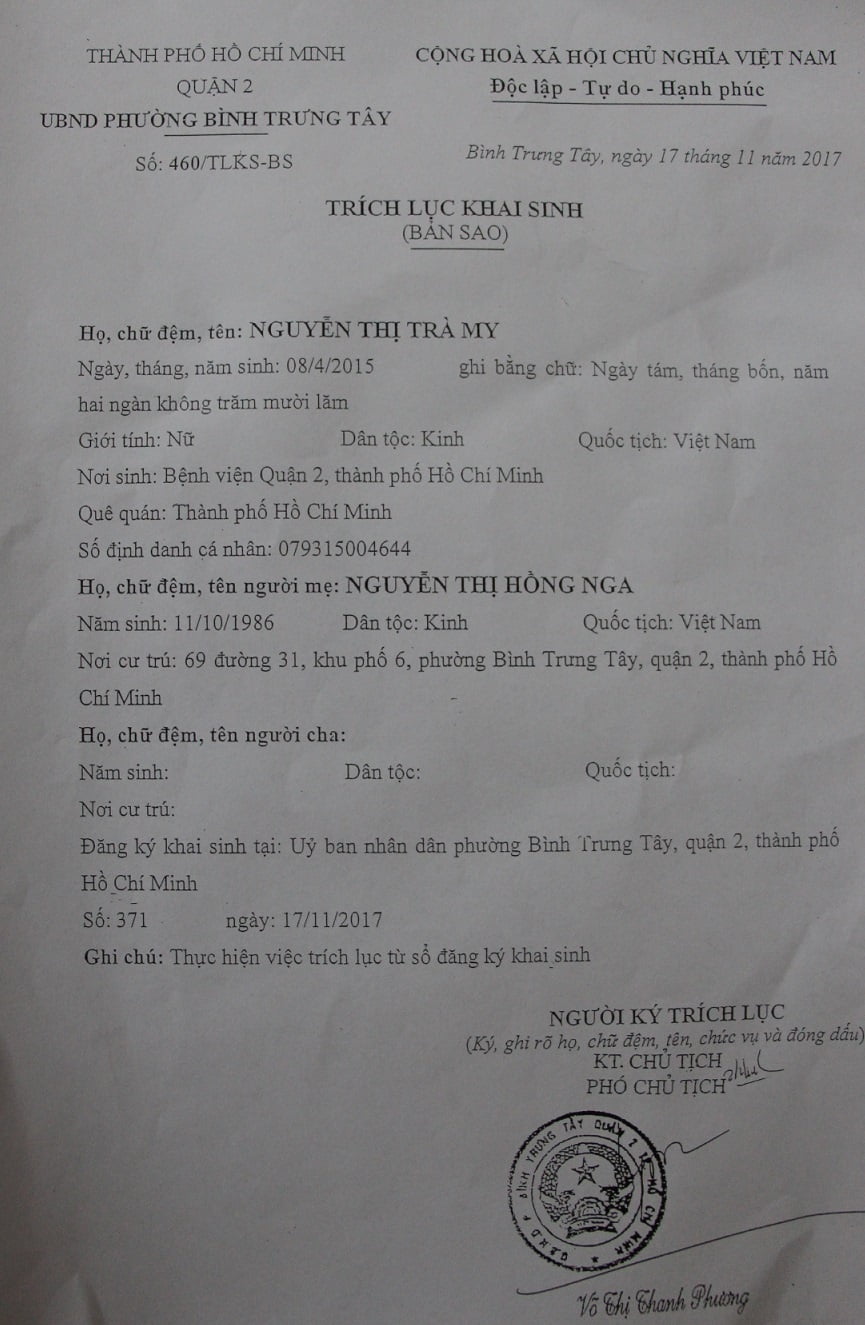 THÀNH PHỐ HỒ CHÍ MINH
QUẬN 2
UBND PHƯỜNG BÌNH TRƯNG TÂY
Số: 460/TLKS-BS
CỘNG HOÀ XÃ HỘI CHỦ NGHĨA VIỆT NAM
Độc lập - Tự do - Hạnh phúc
Bình Trưng Tây, ngày 17 tháng 11 năm 2017
TRÍCH LỤC KHAI SINH
(BẢN SAO)
Họ, chữ đệm, tên: NGUYỄN THỊ TRÀ MY
Ngày, tháng, năm sinh: 08/4/2015 ghi bằng chữ: Ngày tám, tháng bốn, năm
hai ngàn không trăm mười lăm
Giới tính: Nữ Dân tộc: Kinh Quốc tịch: Việt Nam
Nơi sinh: Bệnh viện Quận 2, thành phố Hồ Chí Minh
Quê quán: Thành phố Hồ Chí Minh
Số định danh cá nhân: 079315004644
Họ, chữ đệm, tên người mẹ: NGUYỄN THỊ HỒNG NGA
Năm sinh: 11/10/1986 Dân tộc: Kinh Quốc tịch: Việt Nam
Nơi cư trú: 69 đường 31, khu phố 6, phường Bình Trưng Tây, quận 2, thành phố Hồ
Chí Minh
Họ, chữ đệm, tên người cha:
Năm sinh: Dân tộc: Quốc tịch:
Nơi cư trú:
Đăng ký khai sinh tại: Uỷ ban nhân dân phường Bình Trưng Tây, quận 2, thành phố
Hồ Chí Minh
Số: 371 ngày: 17/11/2017
Ghi chú: Thực hiện việc trích lục từ sổ đăng ký khai sinh
NGƯỜI KÝ TRÍCH LỤC
(Ký, ghi rõ họ, chữ đệm, tên, chức vụ và đóng dấu)
KT. CHỦ TỊCH
PHÓ CHỦ TỊCH
U.B.N.D P BÌNH TRƯNG TÂY QUẬN 2 TP HỒ CHÍ MINH
Võ Thị Thanh Phương